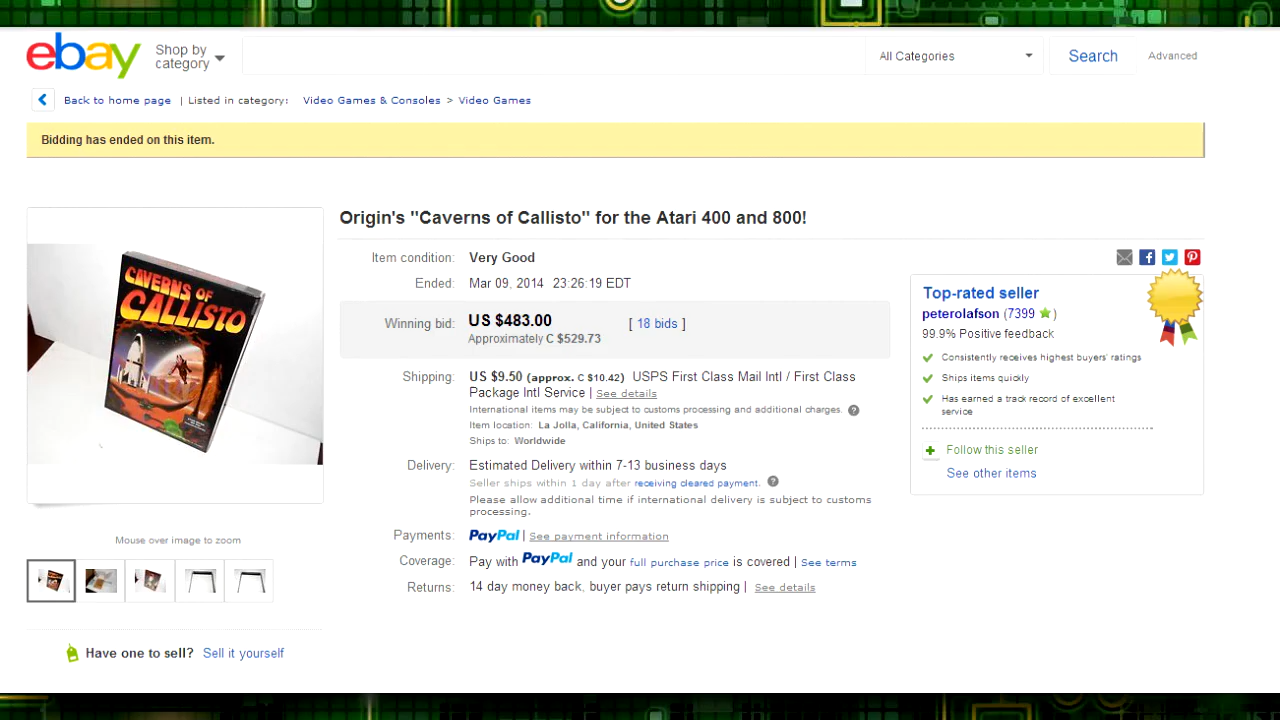 ebay
Shop by
category
All Categories
Search
Advanced
Back to home page | Listed in category: Video Games & Consoles > Video Games
Bidding has ended on this item.
CAVERNS OF
CALLISTO
Mouse over image to zoom
Have one to sell? Sell it yourself
Origin's "Caverns of Callisto" for the Atari 400 and 800!
Item condition: Very Good
Ended: Mar 09, 2014 23:26:19 EDT
Winning bid: US $483.00 [ 18 bids ]
Approximately C $529.73
Shipping: US $9.50 (approx. C $10.42) USPS First Class Mail Intl / First Class
Package Intl Service | See details
International items may be subject to customs processing and additional charges. ?
Item location: La Jolla, California, United States
Ships to: Worldwide
Delivery: Estimated Delivery within 7-13 business days
Seller ships within 1 day after receiving cleared payment. ?
Please allow additional time if international delivery is subject to customs
processing.
Payments: PayPal | See payment information
Coverage: Pay with PayPal and your full purchase price is covered | See terms
Returns: 14 day money back, buyer pays return shipping | See details
Top-rated seller
peterolafson (7399 )
99.9% Positive feedback
Consistently receives highest buyers' ratings
Ships items quickly
Has earned a track record of excellent
service
Follow this seller
See other items